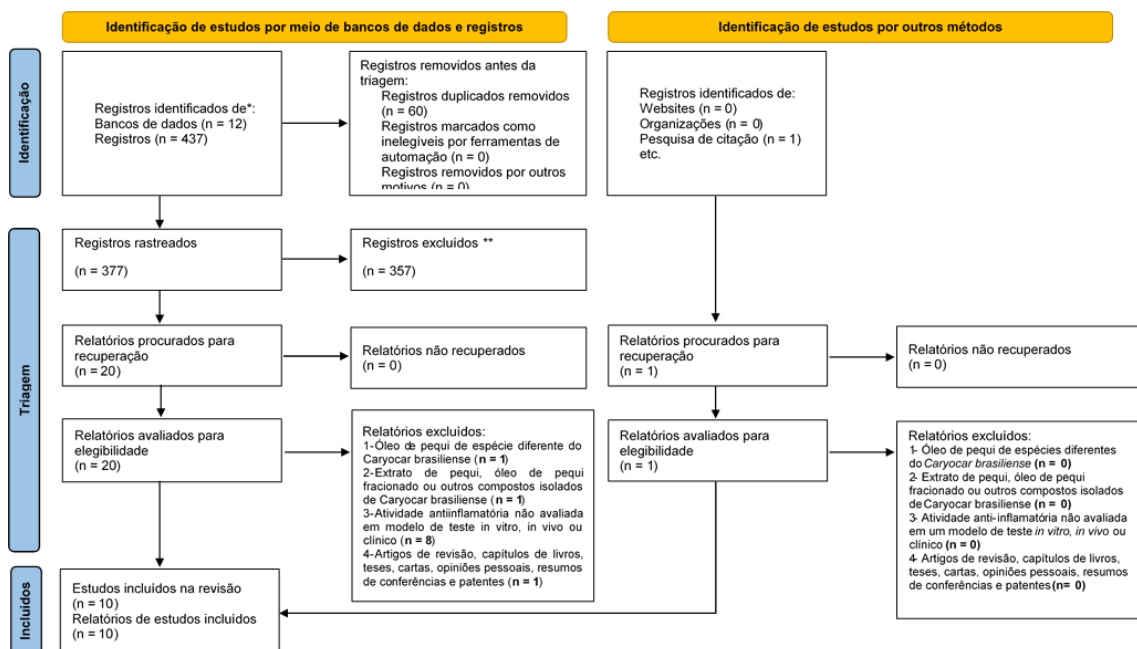 Identificação de estudos por meio de bancos de dados e registros
Identificação de estudos por outros métodos
Identificação
Registros identificados de*:
Bancos de dados (n = 12)
Registros (n = 437)
Registros removidos antes da
triagem:
Registros duplicados removidos
(n = 60)
Registros marcados como
inelegíveis por ferramentas de
automação (n = 0)
Registros removidos por outros
motivos (n = 0)
Registros identificados de:
Websites (n = 0)
Organizações (n = 0)
Pesquisa de citação (n = 1)
etc.
Triagem
Registros rastreados
(n = 377)
Registros excluídos **
(n = 357)
Relatórios procurados para
recuperação
(n = 20)
Relatórios não recuperados
(n = 0)
Relatórios procurados para
recuperação
(n = 1)
Relatórios não recuperados
(n = 0)
Relatórios avaliados para
elegibilidade
(n = 20)
Relatórios excluídos:
1-Óleo de pequi de espécie diferente do
Caryocar brasiliense (n = 1)
2-Extrato de pequi, óleo de pequi
fracionado ou outros compostos isolados
de Caryocar brasiliense (n = 1)
3-Atividade antiinflamatória não avaliada
em modelo de teste in vitro, in vivo ou
clínico (n = 8)
4-Artigos de revisão, capítulos de livros,
teses, cartas, opiniões pessoais, resumos
de conferências e patentes (n = 1)
Relatórios avaliados para
elegibilidade
(n = 1)
Relatórios excluídos:
1- Óleo de pequi de espécies diferentes
do Caryocar brasiliense (n = 0)
2- Extrato de pequi, óleo de pequi
fracionado ou outros compostos isolados
de Caryocar brasiliense (n = 0)
3- Atividade anti-inflamatória não avaliada
em um modelo de teste in vitro, in vivo ou
clínico (n = 0)
4- Artigos de revisão, capítulos de livros,
teses, cartas, opiniões pessoais, resumos
de conferências e patentes (n= 0)
Incluídos
Estudos incluídos na revisão
(n = 10)
Relatórios de estudos incluídos
(n = 10)